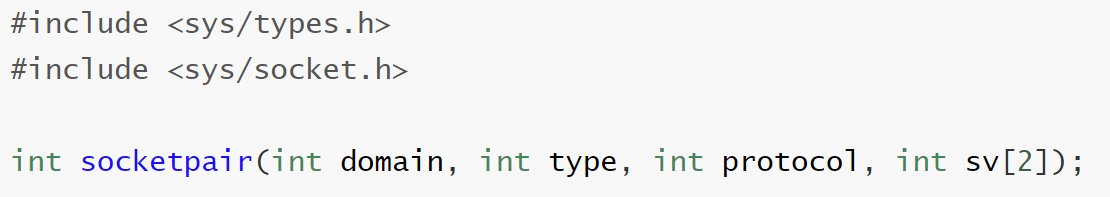 #include <sys/types.h>
#include <sys/socket.h>
int socketpair(int domain, int type, int protocol, int sv[2]);